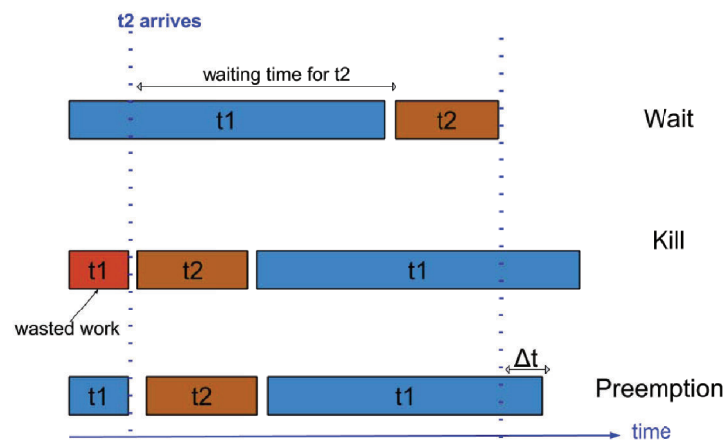 t2 arrives
waiting time for t2
t1
t2
Wait
Kill
t1
t2
t1
wasted work
Δt
t1
t2
t1
Preemption
time